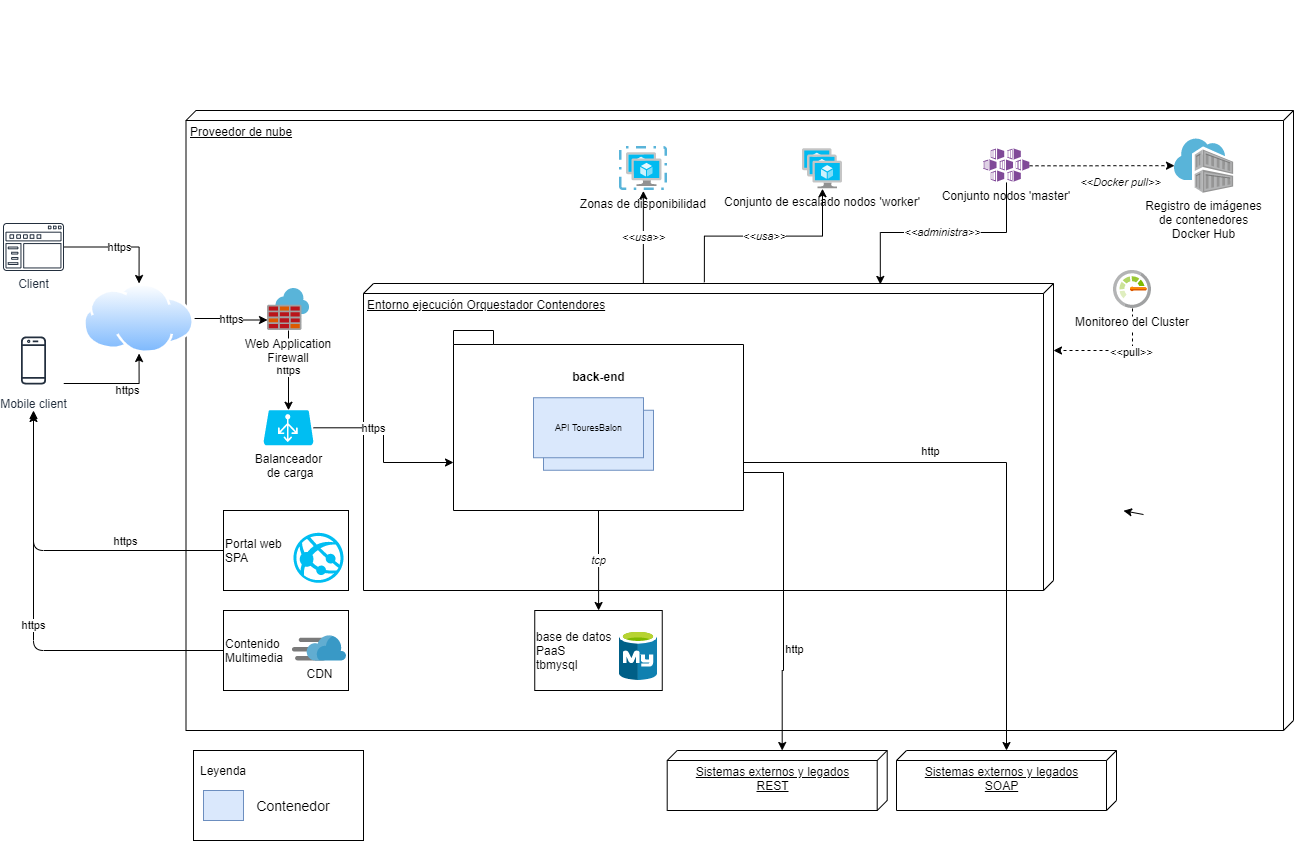 Proveedor de nube
Zonas de disponibilidad
Conjunto de escalado nodos 'worker'
Conjunto nodos 'master'
<<Docker pull>>
Registro de imágenes
de contenedores
Docker Hub
<<usa>>
<<usa>>
<<administra>>
Client
https
https
Web Application
Firewall
https
Entorno ejecución Orquestador Contendores
Monitoreo del Cluster
<<pull>>
Mobile client
https
back-end
API TouresBalon
https
Balanceador
de carga
http
https
Portal web
SPA
tcp
https
Contenido
Multimedia
CDN
base de datos
PaaS
tbmysql
My
http
Leyenda
Contenedor
Sistemas externos y legados
REST
Sistemas externos y legados
SOAP